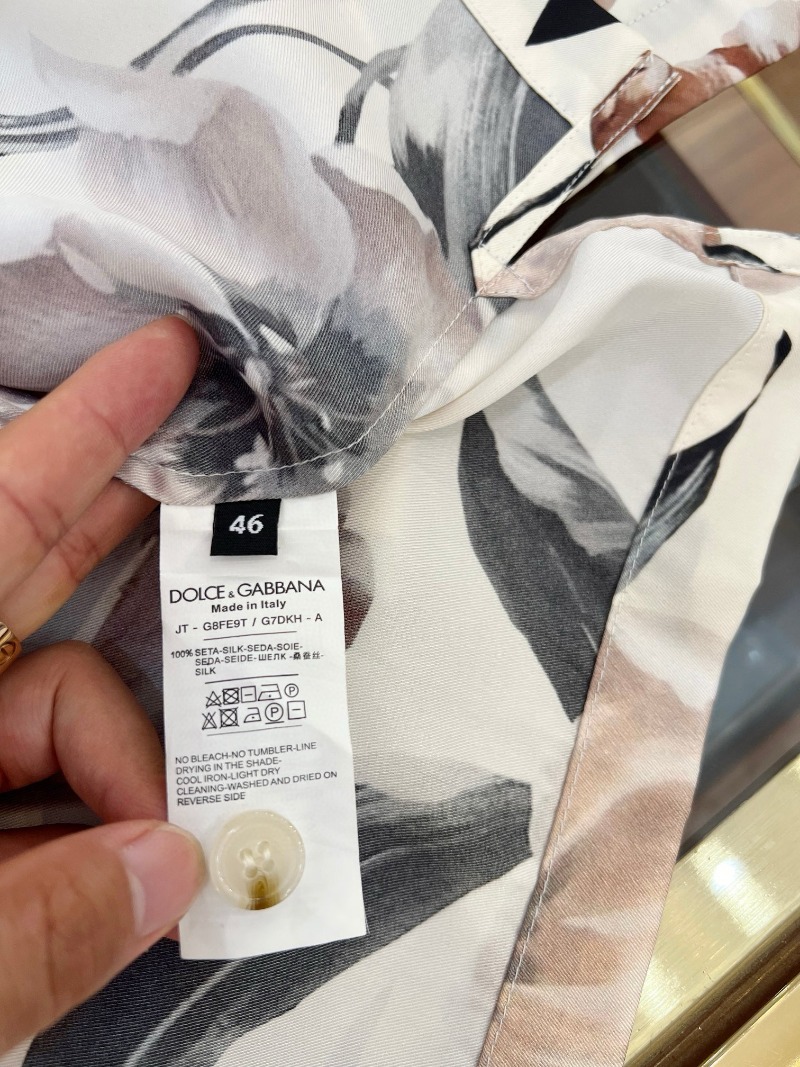 46
DOLCE & GABBANA
Made in Italy
JT - G8FE9T / G7DKH - A
100% SETA-SILK-SEDA-SOIE-
SEDA-SEIDE-ШЕЛК -桑蚕丝-
SILK
P
P
NO BLEACH-NO TUMBLER-LINE
DRYING IN THE SHADE-
COOL IRON-LIGHT DRY
CLEANING-WASHED AND DRIED ON
REVERSE SIDE